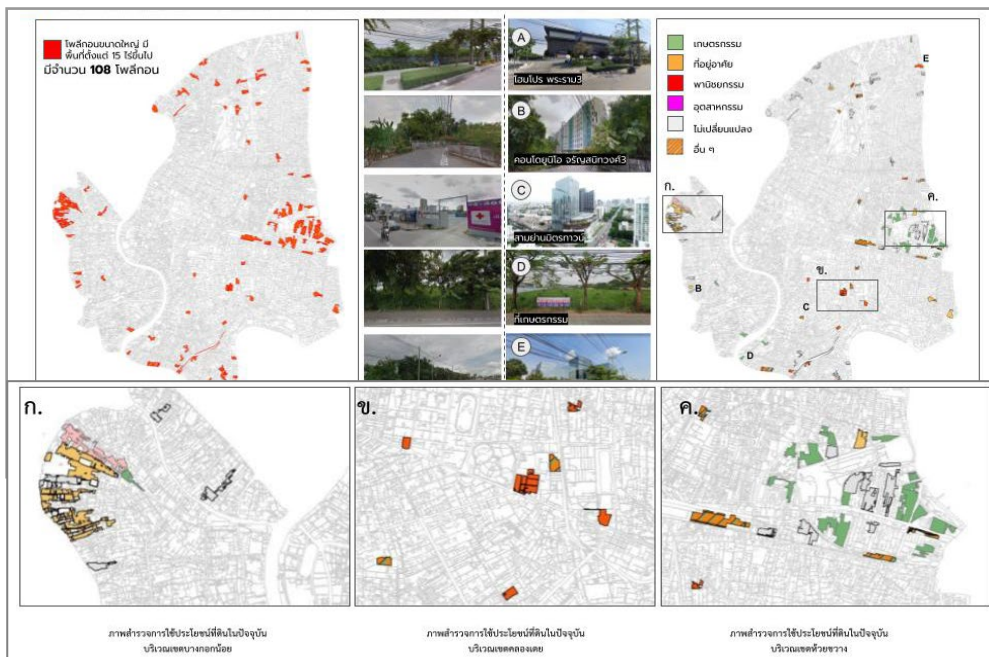 โพลีกอนขนาดใหญ่ มี
พื้นที่ตั้งแต่ 15 ไร่ขึ้นไป
มีจำนวน 108 โพลีกอน
A
โฮมโปร พระราม3
B
คอนโดยูนิโอ จรัญสนิทวงศ์3
C
สามย่านมิตรทาวน์
D
ที่เกษตรกรรม
E
เกษตรกรรม
ที่อยู่อาศัย
พานิชยกรรม
อุตสาหกรรม
ไม่เปลี่ยนแปลง
อื่น ๆ
E
ก.
ค.
ข.
B
C
D
ก.
ข.
ค.
ภาพสำรวจการใช้ประโยชน์ที่ดินในปัจจุบัน
บริเวณเขตบางกอกน้อย
ภาพสำรวจการใช้ประโยชน์ที่ดินในปัจจุบัน
บริเวณเขตคลองเตย
ภาพสำรวจการใช้ประโยชน์ที่ดินในปัจจุบัน
บริเวณเขตห้วยขวาง